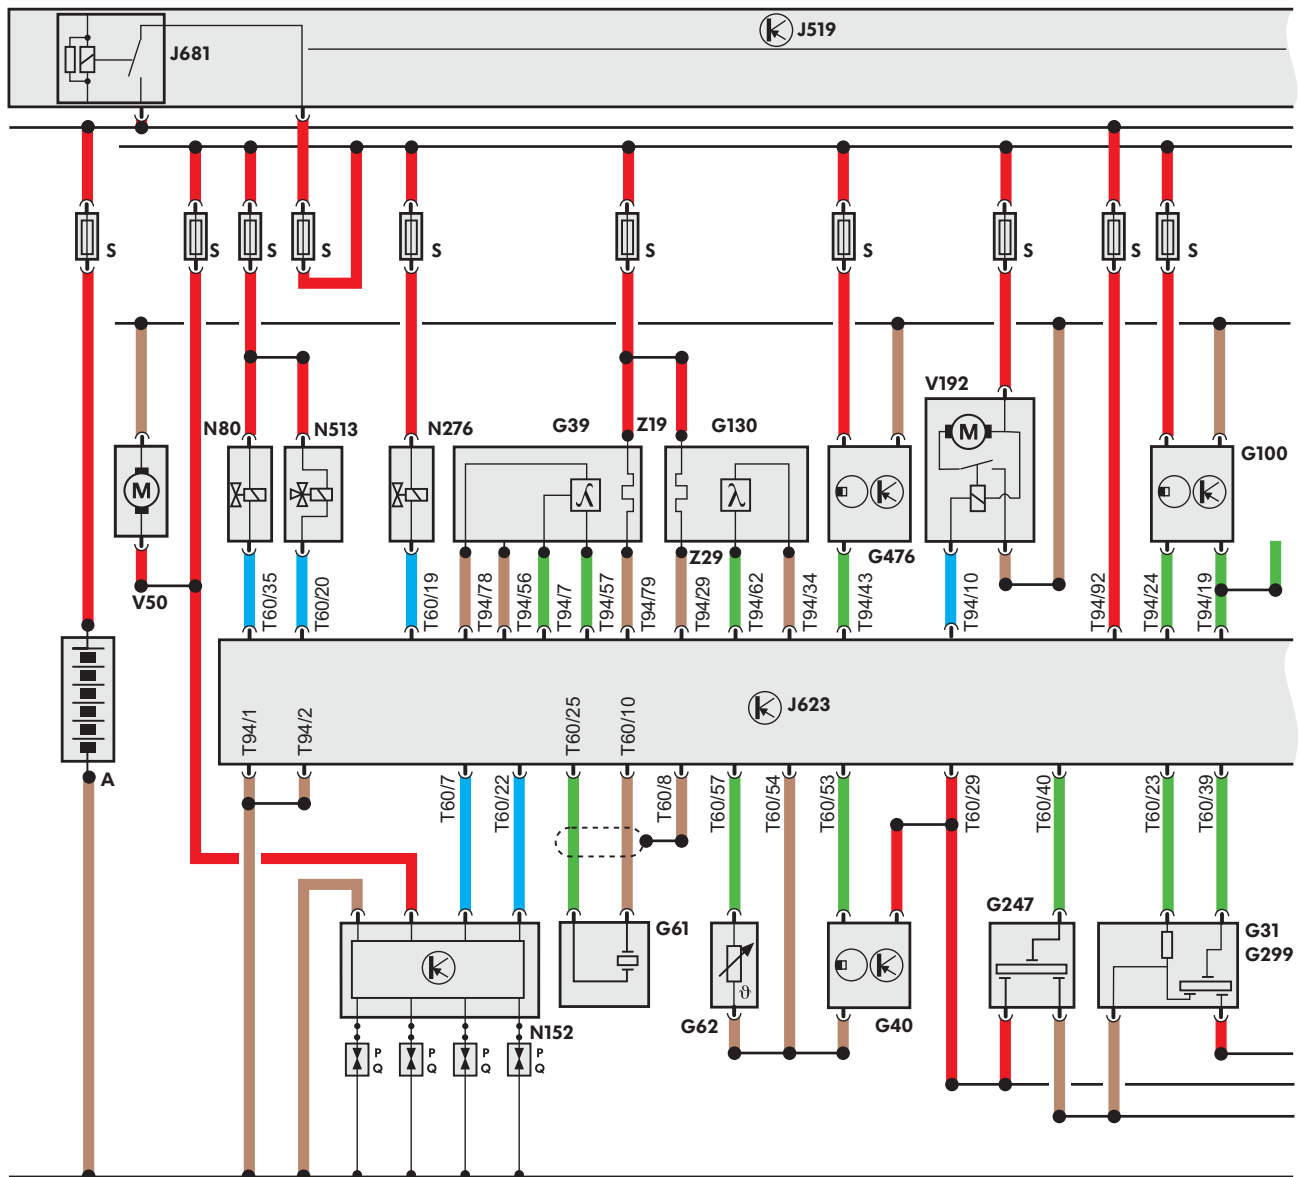 J519
J681
S
S
S
S
S
S
S
S
S
S
V192
N80
N513
N276
G39
Z19
G130
G100
M
M
λ
λ
Z29
G476
V50
T60/35
T60/20
T60/19
T94/78
T94/56
T94/7
T94/57
T94/79
T94/29
T94/62
T94/34
T94/43
T94/10
T94/92
T94/24
T94/19
J623
T94/1
T94/2
T60/25
T60/10
A
T60/7
T60/22
T60/8
T60/57
T60/54
T60/53
T60/29
T60/40
T60/23
T60/39
G247
G61
G31
G299
ϑ
G62
G40
N152
P
Q
P
Q
P
Q
P
Q